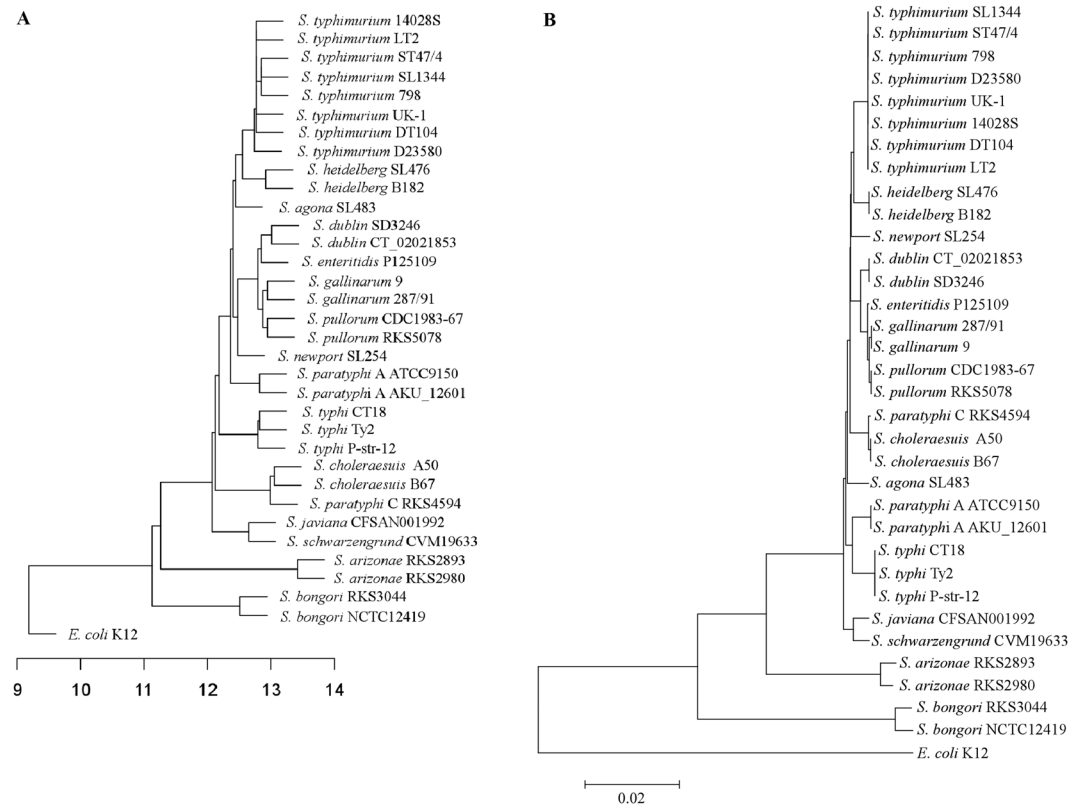 A
S. typhimurium 14028S
S. typhimurium LT2
S. typhimurium ST47/4
S. typhimurium SL1344
S. typhimurium 798
S. typhimurium UK-1
S. typhimurium DT104
S. typhimurium D23580
S. heidelberg SL476
S. heidelberg B182
S. agona SL483
S. dublin SD3246
S. dublin CT_02021853
S. enteritidis P125109
S. gallinarum 9
S. gallinarum 287/91
S. pullorum CDC1983-67
S. pullorum RKS5078
S. newport SL254
S. paratyphi A ATCC9150
S. paratyphi A AKU_12601
S. typhi CT18
S. typhi Ty2
S. typhi P-str-12
S. choleraesuis A50
S. choleraesuis B67
S. paratyphi C RKS4594
S. javiana CFSAN001992
S. schwarzengrund CVM19633
S. arizonae RKS2893
S. arizonae RKS2980
S. bongori RKS3044
S. bongori NCTC12419
E. coli K12
9 10 11 12 13 14
B
S. typhimurium SL1344
S. typhimurium ST47/4
S. typhimurium 798
S. typhimurium D23580
S. typhimurium UK-1
S. typhimurium 14028S
S. typhimurium DT104
S. typhimurium LT2
S. heidelberg SL476
S. heidelberg B182
S. newport SL254
S. dublin CT_02021853
S. dublin SD3246
S. enteritidis P125109
S. gallinarum 287/91
S. gallinarum 9
S. pullorum CDC1983-67
S. pullorum RKS5078
S. paratyphi C RKS4594
S. choleraesuis A50
S. choleraesuis B67
S. agona SL483
S. paratyphi A ATCC9150
S. paratyphi A AKU_12601
S. typhi CT18
S. typhi Ty2
S. typhi P-str-12
S. javiana CFSAN001992
S. schwarzengrund CVM19633
S. arizonae RKS2893
S. arizonae RKS2980
S. bongori RKS3044
S. bongori NCTC12419
E. coli K12
0.02